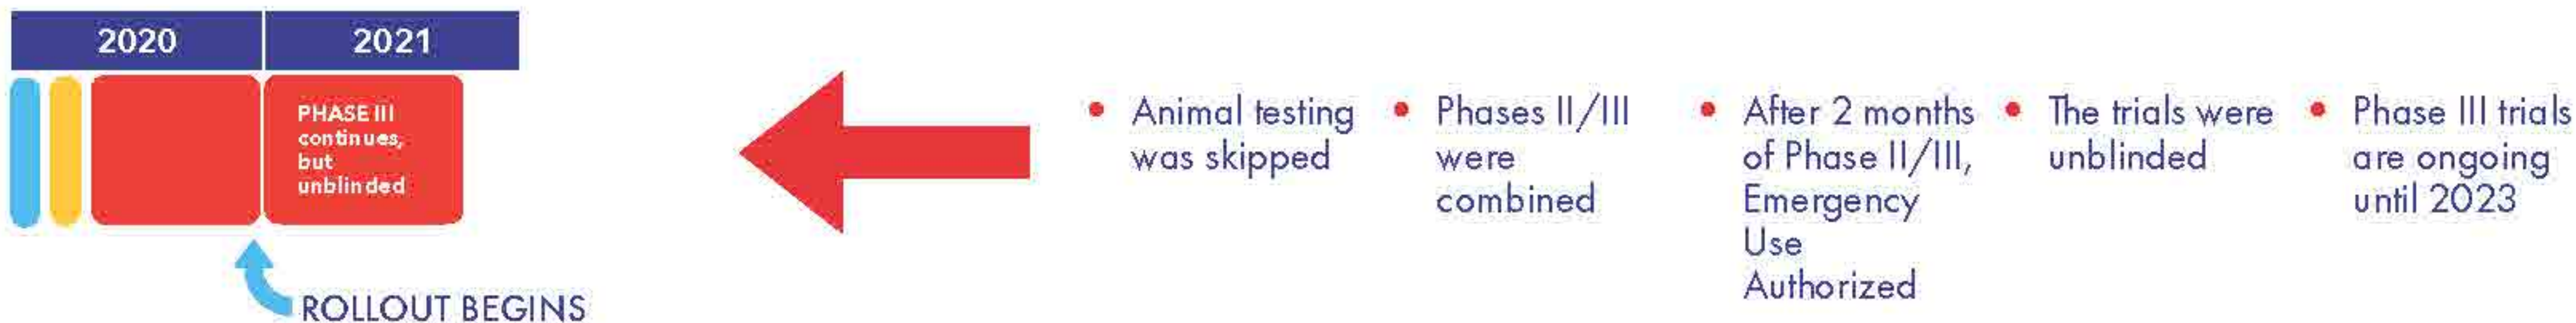 2020
2021
PHASE III
continues,
but
unblinded
ROLLOUT BEGINS
• Animal testing
was skipped
• Phases II/III
were
combined
• After 2 months
of Phase II/III,
Emergency
Use
Authorized
• The trials were
unblinded
• Phase III trials
are ongoing
until 2023